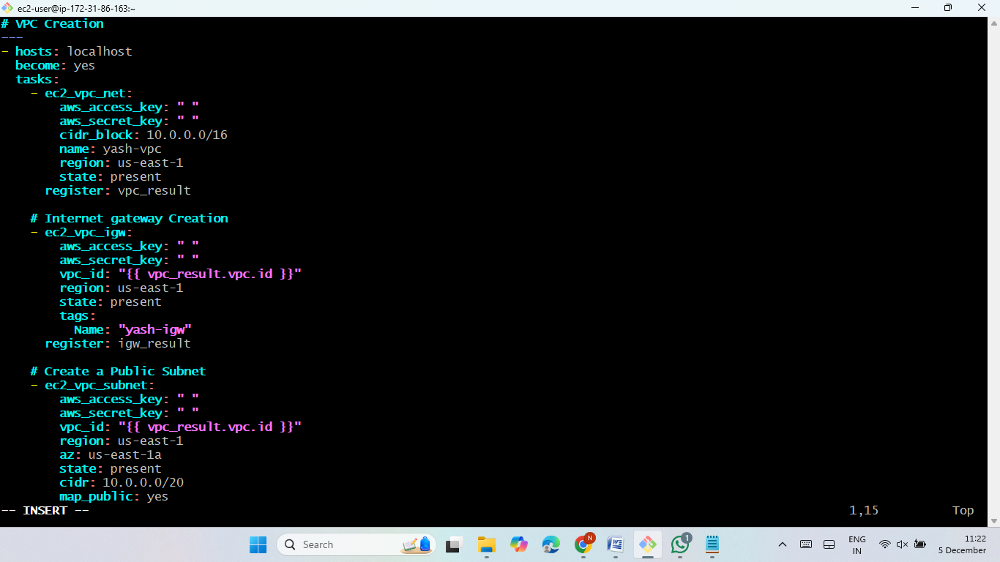 ec2-user@ip-172-31-86-163:~
# VPC Creation
---
- hosts: localhost
  become: yes
  tasks:
    - ec2_vpc_net:
        aws_access_key: " "
        aws_secret_key: " "
        cidr_block: 10.0.0.0/16
        name: yash-vpc
        region: us-east-1
        state: present
      register: vpc_result

    # Internet gateway Creation
    - ec2_vpc_igw:
        aws_access_key: " "
        aws_secret_key: " "
        vpc_id: "{{ vpc_result.vpc.id }}"
        region: us-east-1
        state: present
        tags:
          Name: "yash-igw"
      register: igw_result

    # Create a Public Subnet
    - ec2_vpc_subnet:
        aws_access_key: " "
        aws_secret_key: " "
        vpc_id: "{{ vpc_result.vpc.id }}"
        region: us-east-1
        az: us-east-1a
        state: present
        cidr: 10.0.0.0/20
        map_public: yes
-- INSERT -- 1,15 Top
Search
N
1
ENG
IN
11:22
5 December